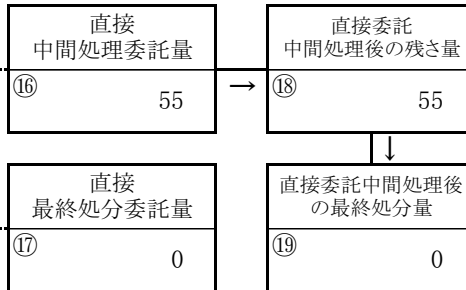 直接
中間処理委託量
⑯
55
→
直接委託
中間処理後の残さ量
⑱
55
↓
直接
最終処分委託量
⑰
0
直接委託中間処理後
の最終処分量
⑲
0